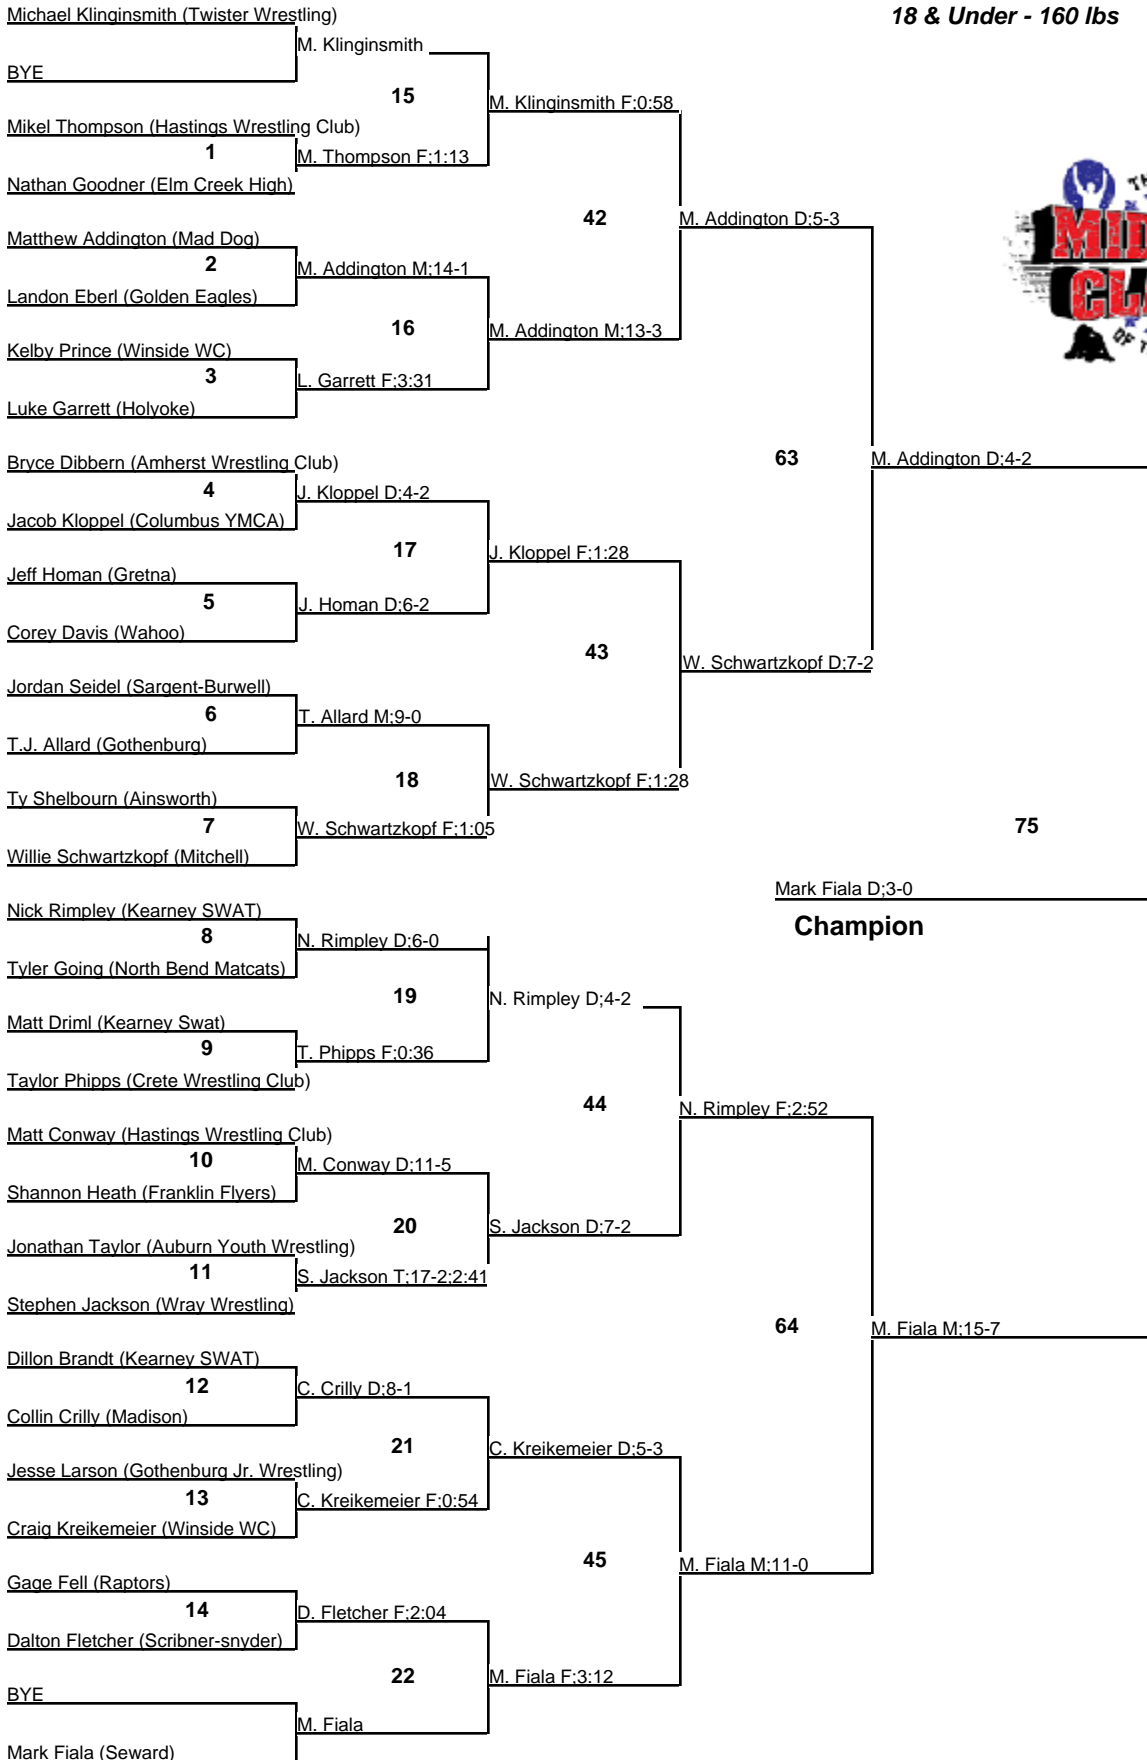 Michael Klinginsmith (Twister Wrestling)
18 & Under - 160 lbs
M. Klinginsmith
BYE
15
M. Klinginsmith F;0:58
Mikel Thompson (Hastings Wrestling Club)
1
M. Thompson F;1:13
Nathan Goodner (Elm Creek High)
42
M. Addington D;5-3
Matthew Addington (Mad Dog)
2
M. Addington M;14-1
Landon Eberl (Golden Eagles)
16
M. Addington M;13-3
Kelby Prince (Winside WC)
3
L. Garrett F;3:31
Luke Garrett (Holyoke)
63
M. Addington D;4-2
Bryce Dibbern (Amherst Wrestling Club)
4
J. Kloppel D;4-2
Jacob Kloppel (Columbus YMCA)
17
J. Kloppel F;1:28
Jeff Homan (Gretna)
5
J. Homan D;6-2
Corey Davis (Wahoo)
43
W. Schwartzkopf D;7-2
Jordan Seidel (Sargent-Burwell)
6
T. Allard M;9-0
T.J. Allard (Gothenburg)
18
W. Schwartzkopf F;1:28
Ty Shelbourn (Ainsworth)
7
W. Schwartzkopf F;1:05
Willie Schwartzkopf (Mitchell)
75
Mark Fiala D;3-0
Champion
Nick Rimpley (Kearney SWAT)
8
N. Rimpley D;6-0
Tyler Going (North Bend Matcats)
19
N. Rimpley D;4-2
Matt Driml (Kearney Swat)
9
T. Phipps F;0:36
Taylor Phipps (Crete Wrestling Club)
44
N. Rimpley F;2:52
Matt Conway (Hastings Wrestling Club)
10
M. Conway D;11-5
Shannon Heath (Franklin Flyers)
20
S. Jackson D;7-2
Jonathan Taylor (Auburn Youth Wrestling)
11
S. Jackson T;17-2;2:41
Stephen Jackson (Wray Wrestling)
64
M. Fiala M;15-7
Dillon Brandt (Kearney SWAT)
12
C. Crilly D;8-1
Collin Crilly (Madison)
21
C. Kreikemeier D;5-3
Jesse Larson (Gothenburg Jr. Wrestling)
13
C. Kreikemeier F;0:54
Craig Kreikemeier (Winside WC)
45
M. Fiala M;11-0
Gage Fell (Raptors)
14
D. Fletcher F;2:04
Dalton Fletcher (Scribner-snyder)
22
M. Fiala F;3:12
BYE
M. Fiala
Mark Fiala (Seward)